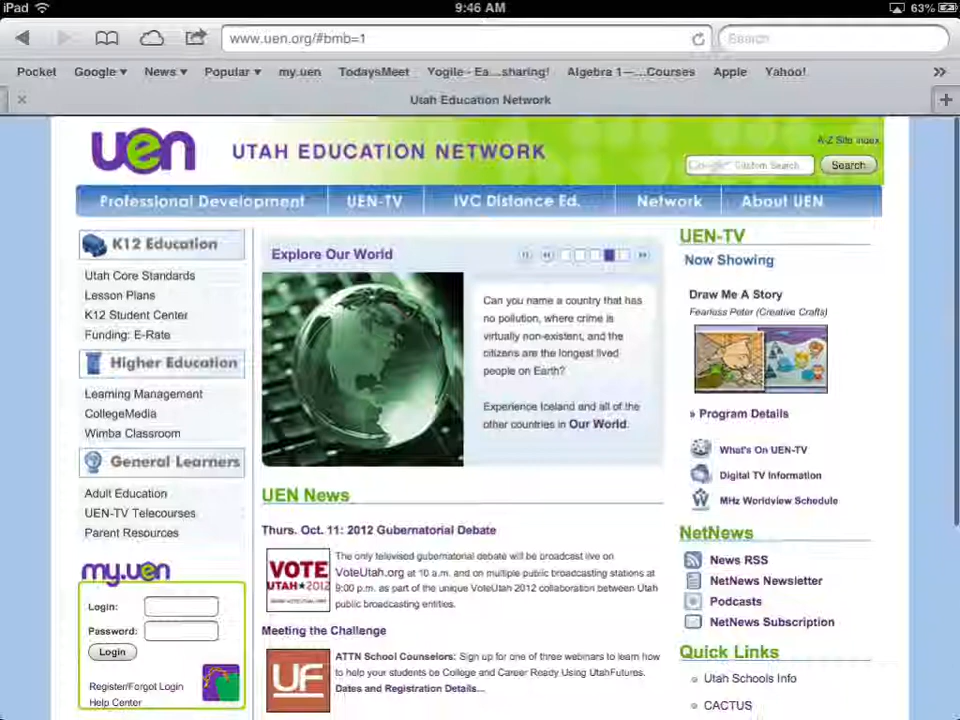 iPad 9:46 AM 63%
www.uen.org/#bmb=1 Search
Pocket Google ▾ News ▾ Popular ▾ my.uen TodaysMeet Yogile - Ea...sharing! Algebra 1—...Courses Apple Yahoo! »
Utah Education Network
uen UTAH EDUCATION NETWORK
A-Z Site Index
Google Custom Search Search
Professional Development UEN-TV IVC Distance Ed. Network About UEN
K12 Education
Utah Core Standards
Lesson Plans
K12 Student Center
Funding: E-Rate
Higher Education
Learning Management
CollegeMedia
Wimba Classroom
General Learners
Adult Education
UEN-TV Telecourses
Parent Resources
my.uen
Login:
Password:
Login
Register/Forgot Login
Help Center
Explore Our World
Can you name a country that has
no pollution, where crime is
virtually non-existent, and the
citizens are the longest lived
people on Earth?
Experience Iceland and all of the
other countries in Our World.
UEN News
Thurs. Oct. 11: 2012 Gubernatorial Debate
VOTE
UTAH★2012
The only televised gubernatorial debate will be broadcast live on
VoteUtah.org at 10 a.m. and on multiple public broadcasting stations at
9:00 p.m. as part of the unique VoteUtah 2012 collaboration between Utah
public broadcasting entities.
Meeting the Challenge
UF
ATTN School Counselors: Sign up for one of three webinars to learn how
to help your students be College and Career Ready Using UtahFutures.
Dates and Registration Details...
UEN-TV
Now Showing
Draw Me A Story
Fearless Peter (Creative Crafts)
» Program Details
What's On UEN-TV
Digital TV Information
MHz Worldview Schedule
NetNews
News RSS
NetNews Newsletter
Podcasts
NetNews Subscription
Quick Links
Utah Schools Info
CACTUS